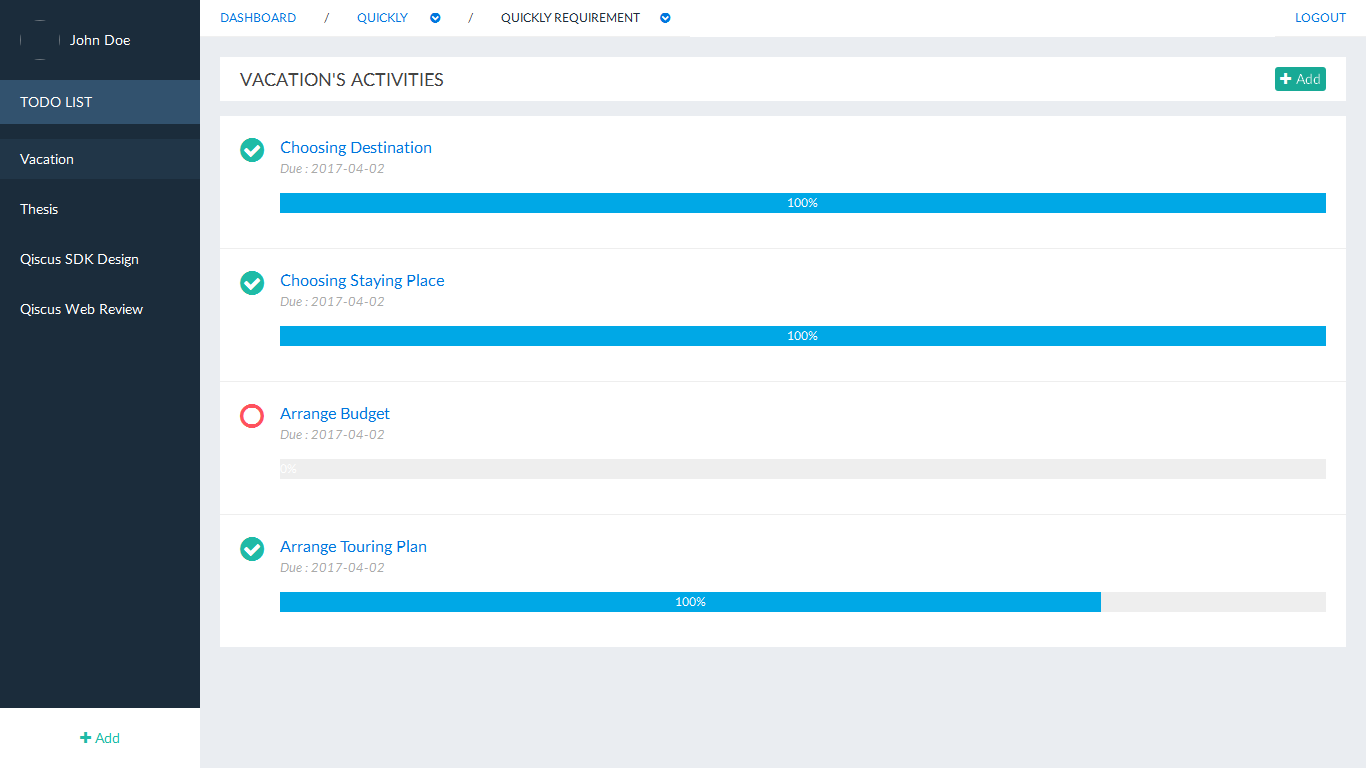 John Doe
TODO LIST
Vacation
Thesis
Qiscus SDK Design
Qiscus Web Review
Add
DASHBOARD / QUICKLY / QUICKLY REQUIREMENT LOGOUT
VACATION'S ACTIVITIES Add
Choosing Destination
Due : 2017-04-02
100%
Choosing Staying Place
Due : 2017-04-02
100%
Arrange Budget
Due : 2017-04-02
0%
Arrange Touring Plan
Due : 2017-04-02
100%